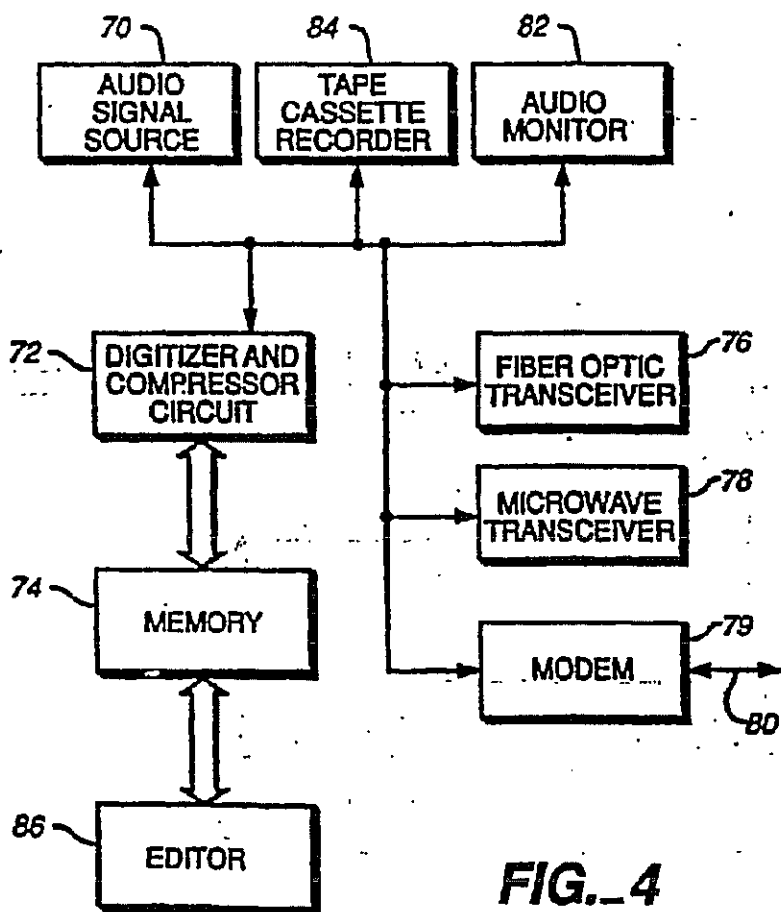 70
84
82
AUDIO
SIGNAL
SOURCE
TAPE
CASSETTE
RECORDER
AUDIO
MONITOR
72
DIGITIZER AND
COMPRESSOR
CIRCUIT
76
FIBER OPTIC
TRANSCEIVER
78
MICROWAVE
TRANSCEIVER
74
MEMORY
79
MODEM
80
86
EDITOR
FIG._4